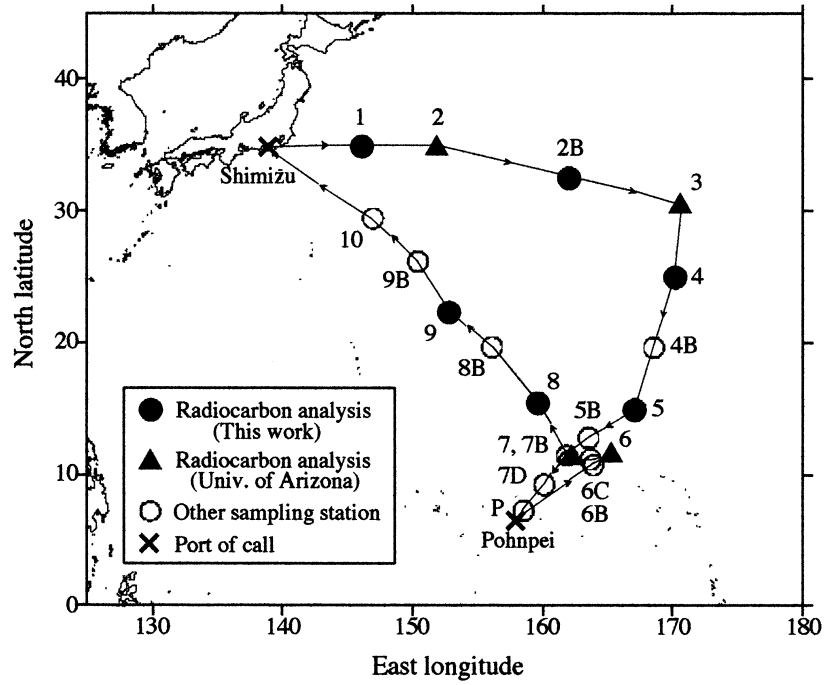 40
30
20
10
0
North latitude
1
2
2B
3
Shimizu
10
4
9B
9
4B
8B
8
5B
5
7, 7B
6
7D
6C
P
6B
Pohnpei
Radiocarbon analysis
(This work)
Radiocarbon analysis
(Univ. of Arizona)
Other sampling station
Port of call
130
140
150
160
170
180
East longitude